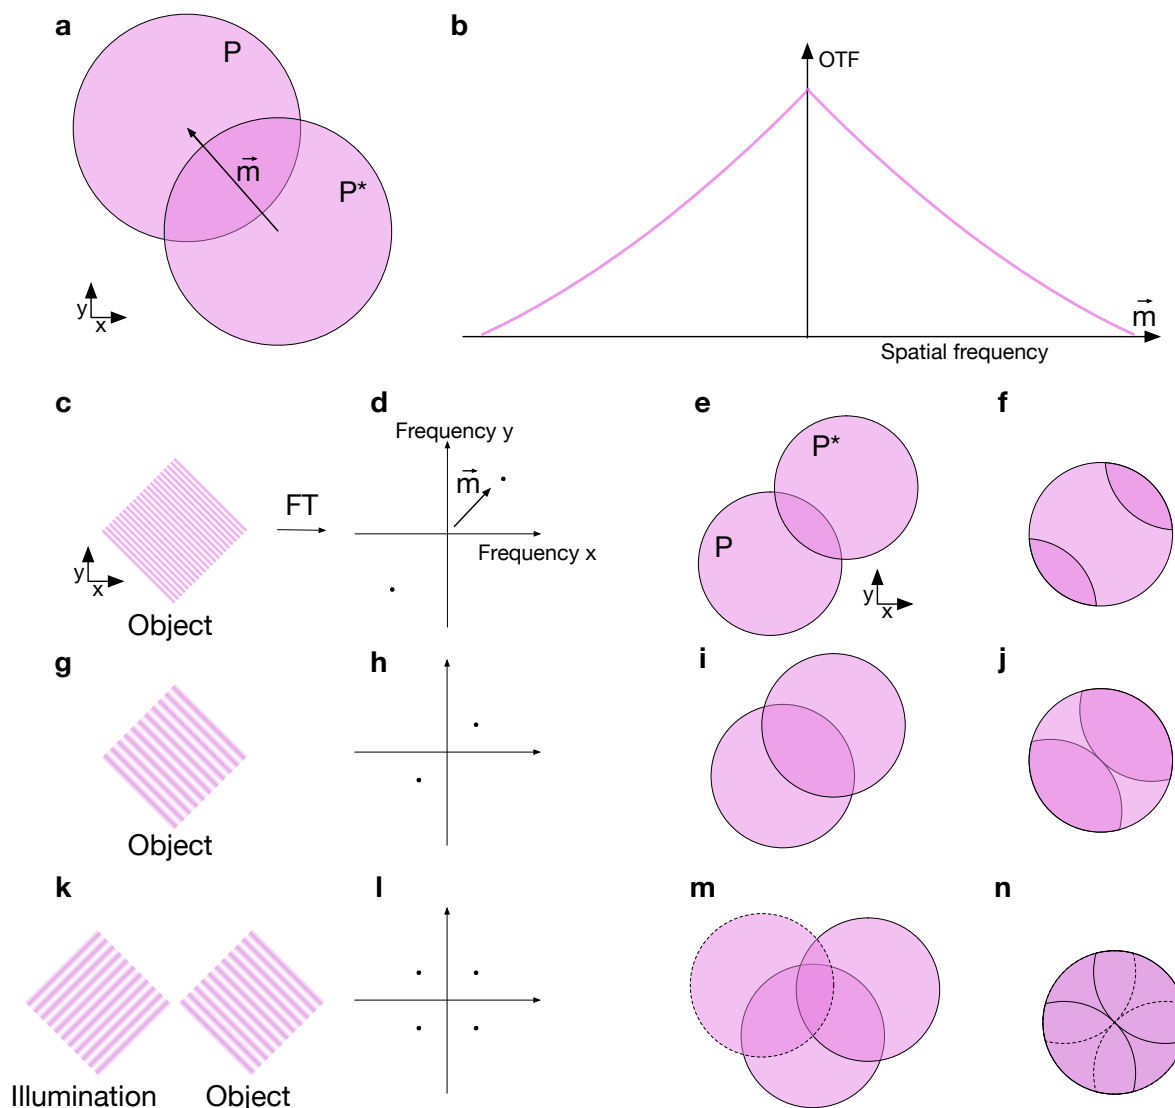 a
P
m
P*
y
x
b
OTF
m
Spatial frequency
c
y
x
Object
FT
d
Frequency y
m
Frequency x
e
P*
P
y
x
f
g
Object
h
i
j
k
Illumination
Object
l
m
n